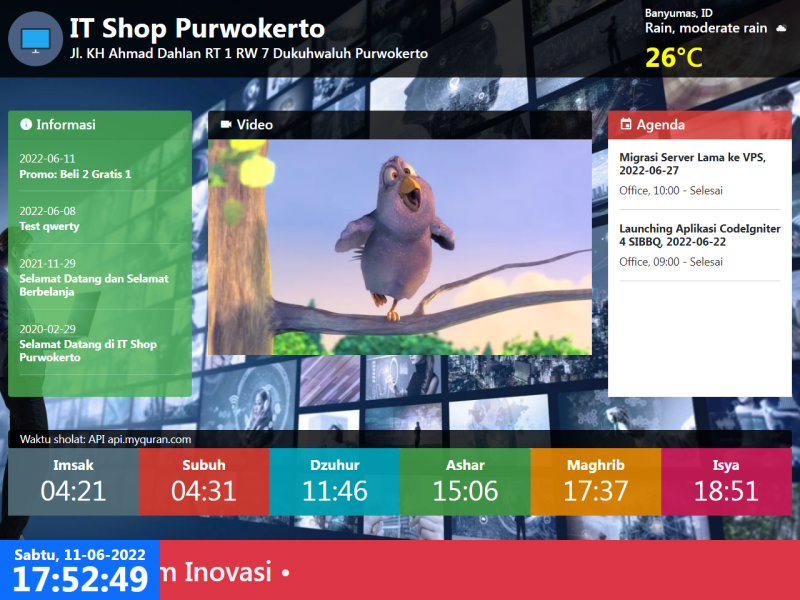 IT Shop Purwokerto
Jl. KH Ahmad Dahlan RT 1 RW 7 Dukuhwaluh Purwokerto
Banyumas, ID
Rain, moderate rain
26°C
Informasi
2022-06-11
Promo: Beli 2 Gratis 1
2022-06-08
Test qwerty
2021-11-29
Selamat Datang dan Selamat
Berbelanja
2020-02-29
Selamat Datang di IT Shop
Purwokerto
Video
Agenda
Migrasi Server Lama ke VPS,
2022-06-27
Office, 10:00 - Selesai
Launching Aplikasi CodeIgniter
4 SIBBQ, 2022-06-22
Office, 09:00 - Selesai
Waktu sholat: API api.myquran.com
Imsak
04:21
Subuh
04:31
Dzuhur
11:46
Ashar
15:06
Maghrib
17:37
Isya
18:51
Sabtu, 11-06-2022
17:52:49
m Inovasi •